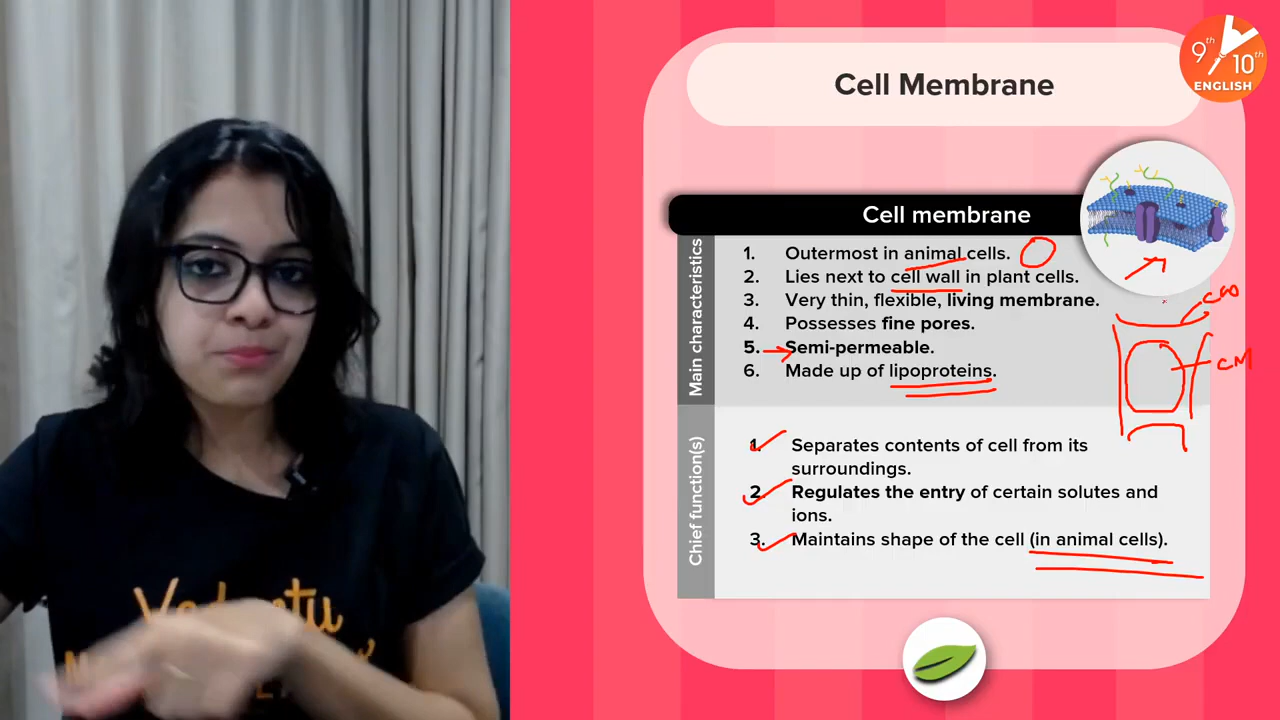 9th 10th
ENGLISH
Cell Membrane
Cell membrane
Main characteristics
1. Outermost in animal cells.
2. Lies next to cell wall in plant cells.
3. Very thin, flexible, living membrane.
4. Possesses fine pores.
5. Semi-permeable.
6. Made up of lipoproteins.
CW
CM
Chief function(s)
1. Separates contents of cell from its
surroundings.
2. Regulates the entry of certain solutes and
ions.
3. Maintains shape of the cell (in animal cells).